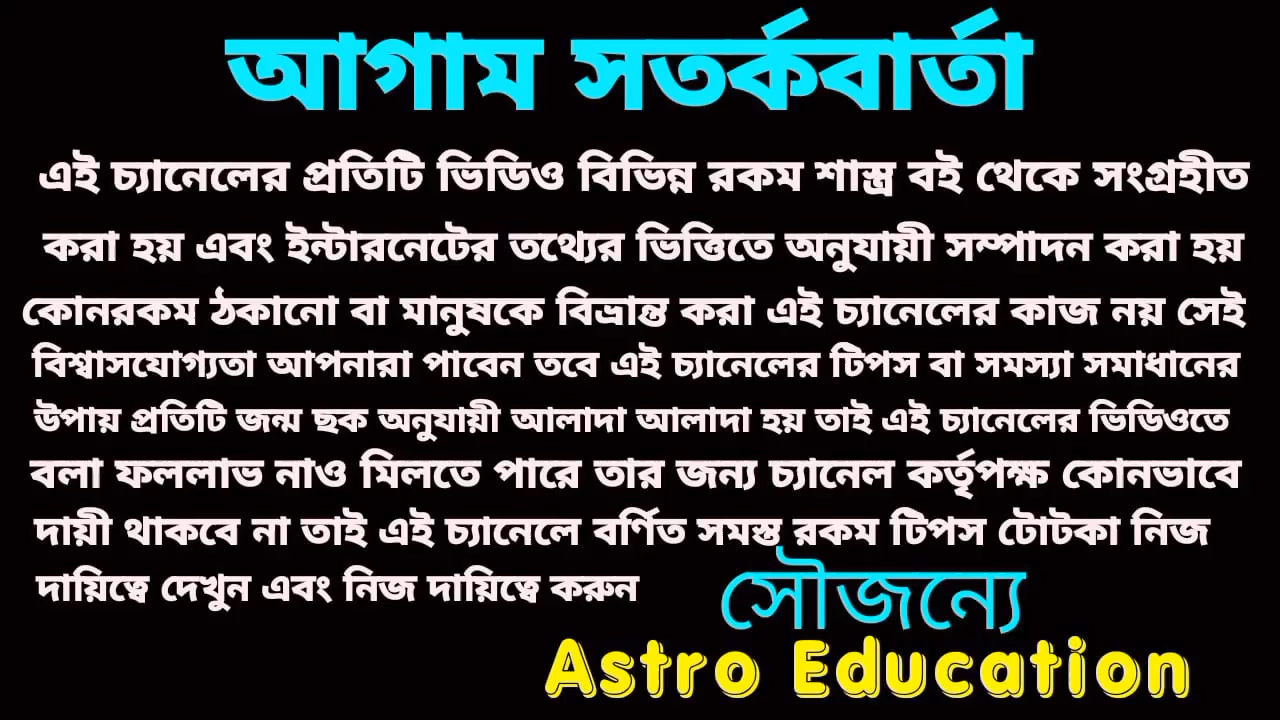 আগাম সতর্কবার্তা
এই চ্যানেলের প্রতিটি ভিডিও বিভিন্ন রকম শাস্ত্র বই থেকে সংগ্রহীত
করা হয় এবং ইন্টারনেটের তথ্যের ভিত্তিতে অনুযায়ী সম্পাদন করা হয়
কোনরকম ঠকানো বা মানুষকে বিভ্রান্ত করা এই চ্যানেলের কাজ নয় সেই
বিশ্বাসযোগ্যতা আপনারা পাবেন তবে এই চ্যানেলের টিপস বা সমস্যা সমাধানের
উপায় প্রতিটি জন্ম ছক অনুযায়ী আলাদা আলাদা হয় তাই এই চ্যানেলের ভিডিওতে
বলা ফললাভ নাও মিলতে পারে তার জন্য চ্যানেল কর্তৃপক্ষ কোনভাবে
দায়ী থাকবে না তাই এই চ্যানেলে বর্ণিত সমস্ত রকম টিপস টোটকা নিজ
দায়িত্বে দেখুন এবং নিজ দায়িত্বে করুন
সৌজন্যে
Astro Education